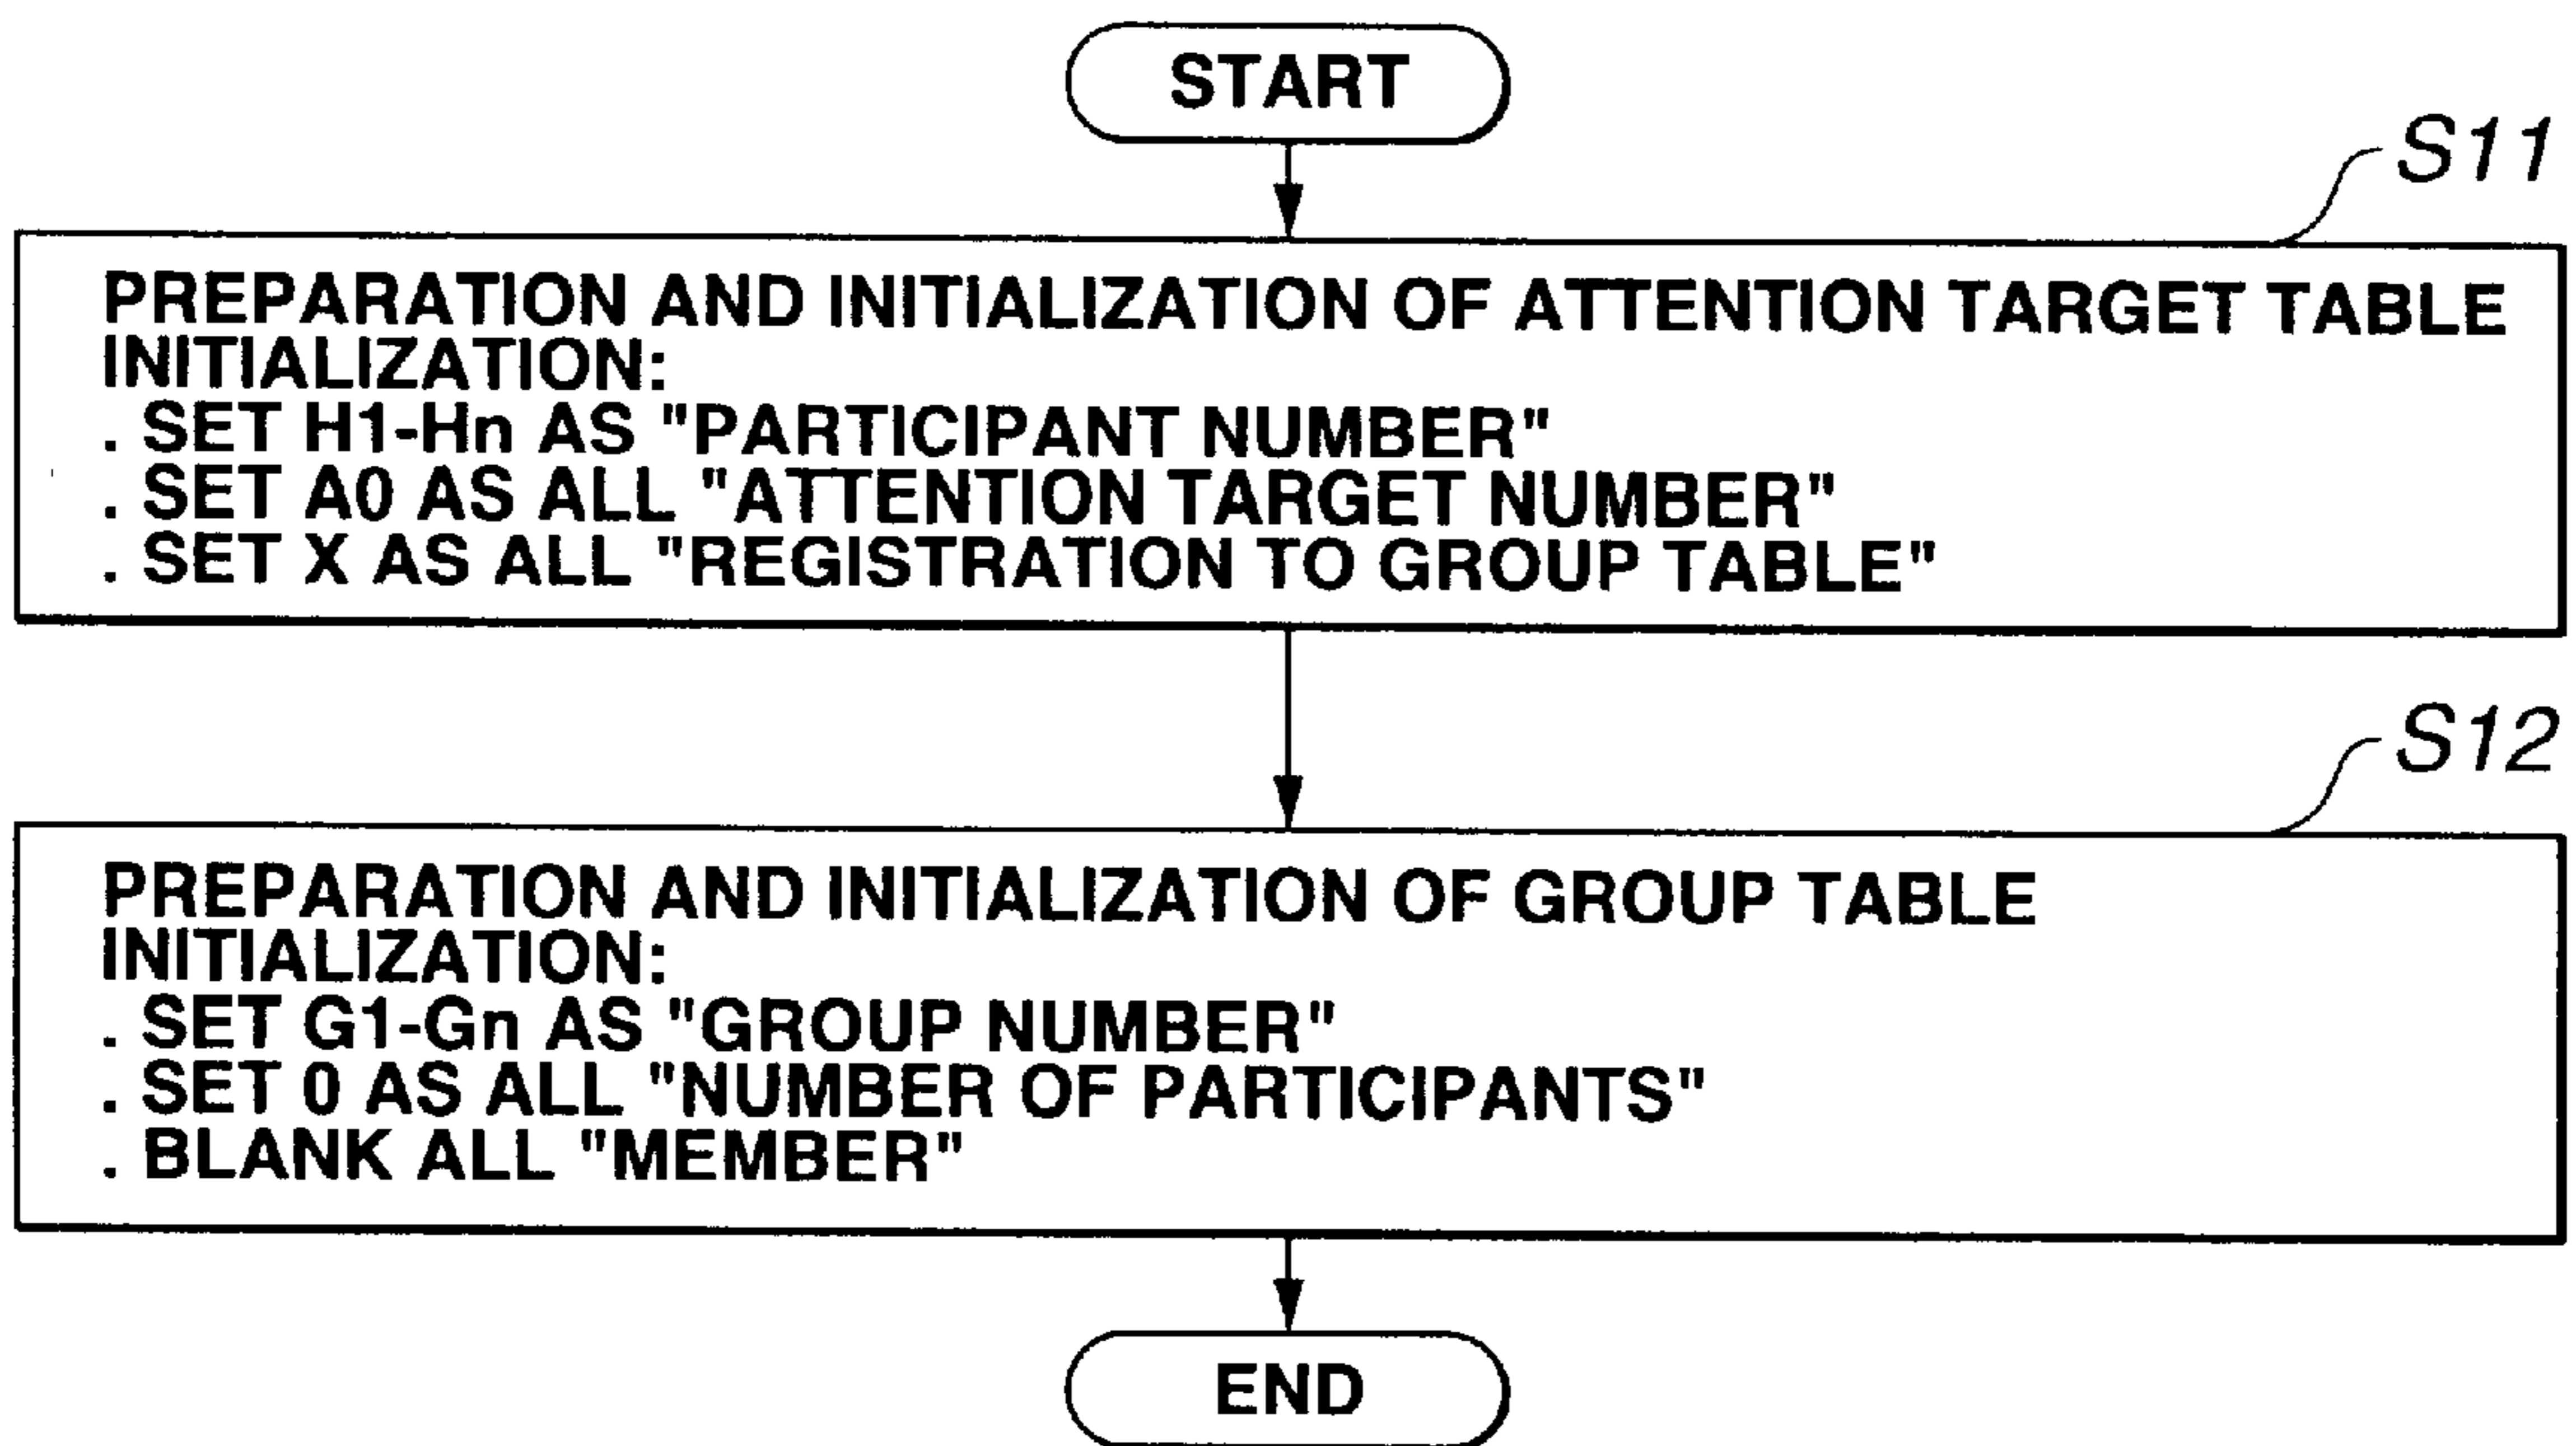 START
S11
PREPARATION AND INITIALIZATION OF ATTENTION TARGET TABLE
INITIALIZATION:
. SET H1-Hn AS "PARTICIPANT NUMBER"
. SET A0 AS ALL "ATTENTION TARGET NUMBER"
. SET X AS ALL "REGISTRATION TO GROUP TABLE"
S12
PREPARATION AND INITIALIZATION OF GROUP TABLE
INITIALIZATION:
. SET G1-Gn AS "GROUP NUMBER"
. SET 0 AS ALL "NUMBER OF PARTICIPANTS"
. BLANK ALL "MEMBER"
END